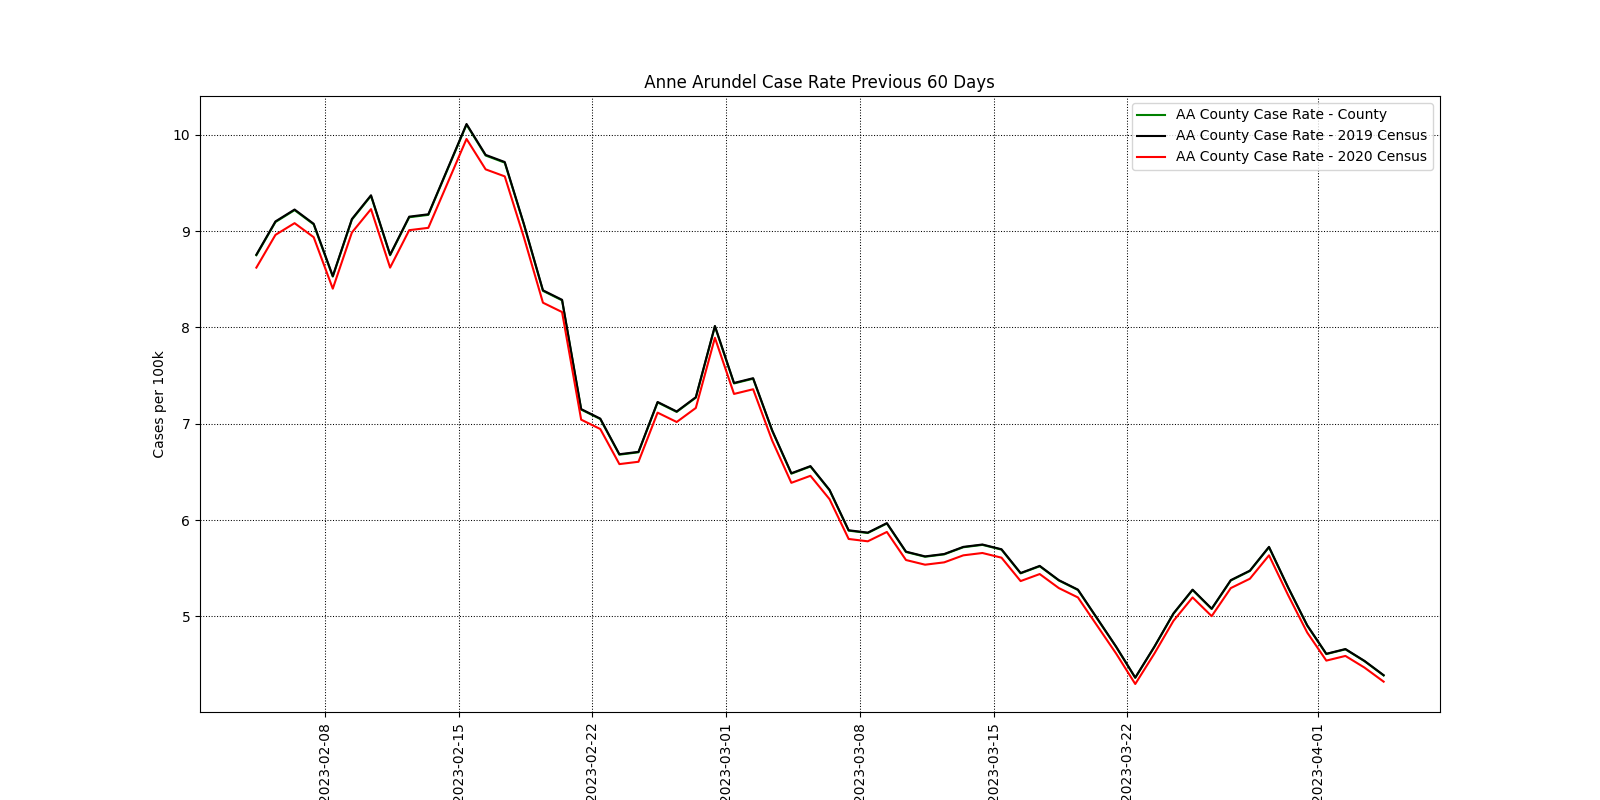 Anne Arundel Case Rate Previous 60 Days
AA County Case Rate - County
AA County Case Rate - 2019 Census
AA County Case Rate - 2020 Census
Cases per 100k
10
9
8
7
6
5
2023-02-08
2023-02-15
2023-02-22
2023-03-01
2023-03-08
2023-03-15
2023-03-22
2023-04-01